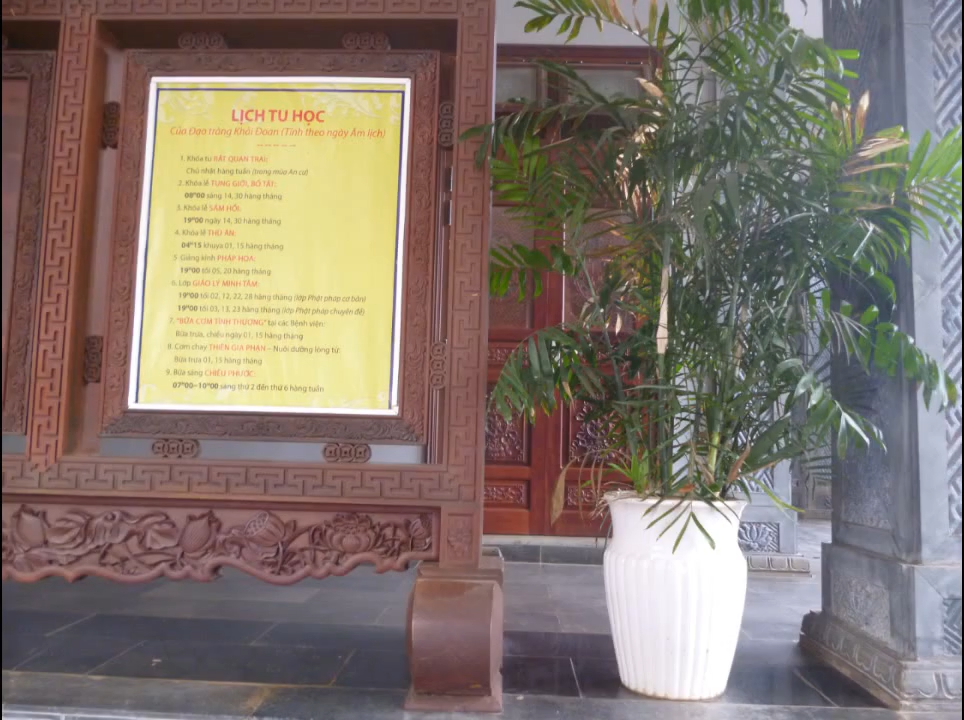 LỊCH TU HỌC
Của Đạo tràng Khải Đoan (Tính theo ngày Âm lịch)
1. Khóa tu BÁT QUAN TRAI:
Chủ nhật hàng tuần (trong mùa An cư)
2. Khóa lễ TỤNG GIỚI, BỐ TÁT:
06h00 sáng 14, 30 hàng tháng
3. Khóa lễ SÁM HỐI:
19h00 ngày 14, 30 hàng tháng
4. Khóa lễ THÙ ÂN:
04h15 khuya 01, 15 hàng tháng
5- Giảng kinh PHÁP HOA:
19h00 tối 05, 20 hàng tháng
6. Lớp GIÁO LÝ MINH TÂM:
19h00 tối 02, 12, 22, 28 hàng tháng (lớp Phật pháp cơ bản)
19h00 tối 03, 13, 23 hàng tháng (lớp Phật pháp chuyên đề)
7. "BỮA CƠM TÌNH THƯƠNG" tại các Bệnh viện:
Bữa trưa, chiều ngày 01, 15 hàng tháng
8. Cơm chay THIỆN GIA PHẠN – Nuôi dưỡng lòng từ:
Bữa trưa 01, 15 hàng tháng
9. Bữa sáng CHIÊU PHƯỚC:
07h00–10h00 sáng thứ 2 đến thứ 6 hàng tuần